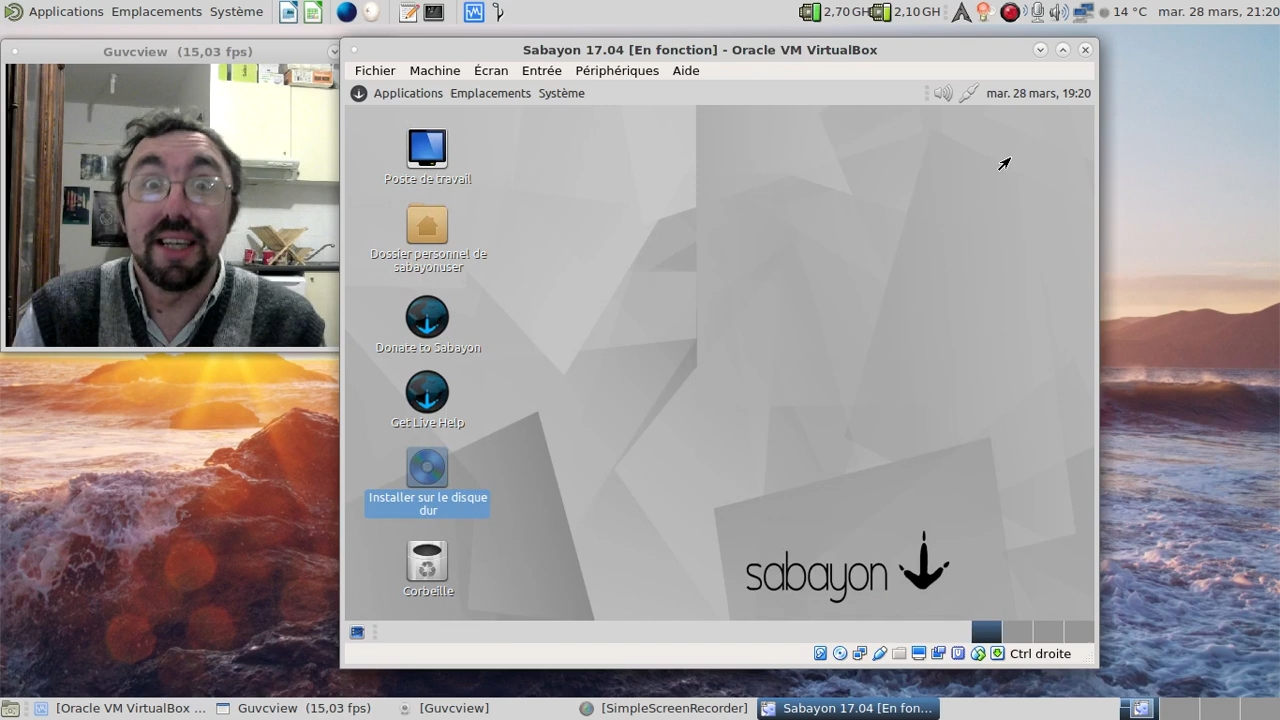 Applications Emplacements Système
2,70 GH 2,10 GH 14 °C mar. 28 mars, 21:20
Guvcview (15,03 fps)
Sabayon 17.04 [En fonction] - Oracle VM VirtualBox
Fichier Machine Écran Entrée Périphériques Aide
Applications Emplacements Système mar. 28 mars, 19:20
Poste de travail
Dossier personnel de
sabayonuser
Donate to Sabayon
Get Live Help
Installer sur le disque
dur
Corbeille
sabayon
Ctrl droite
[Oracle VM VirtualBox ... Guvcview (15,03 fps) [Guvcview] [SimpleScreenRecorder] Sabayon 17.04 [En fon...